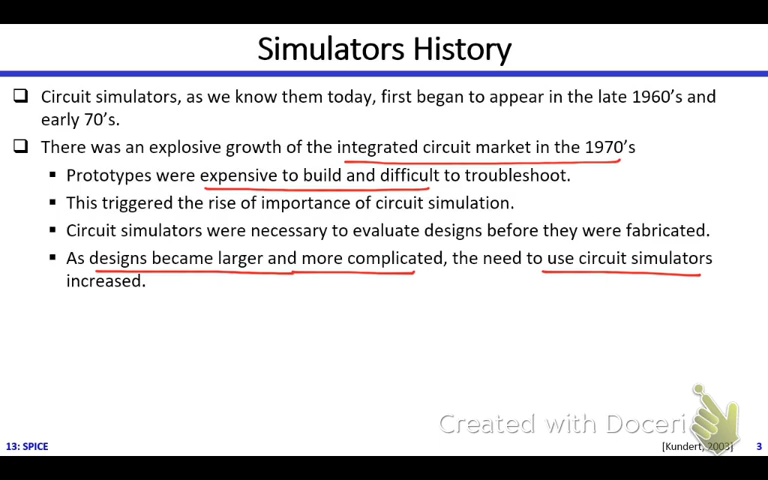 Simulators History
❑ Circuit simulators, as we know them today, first began to appear in the late 1960's and
early 70's.
❑ There was an explosive growth of the integrated circuit market in the 1970's
▪ Prototypes were expensive to build and difficult to troubleshoot.
▪ This triggered the rise of importance of circuit simulation.
▪ Circuit simulators were necessary to evaluate designs before they were fabricated.
▪ As designs became larger and more complicated, the need to use circuit simulators
increased.
Created with Doceri
13: SPICE
[Kundert, 2003]
3